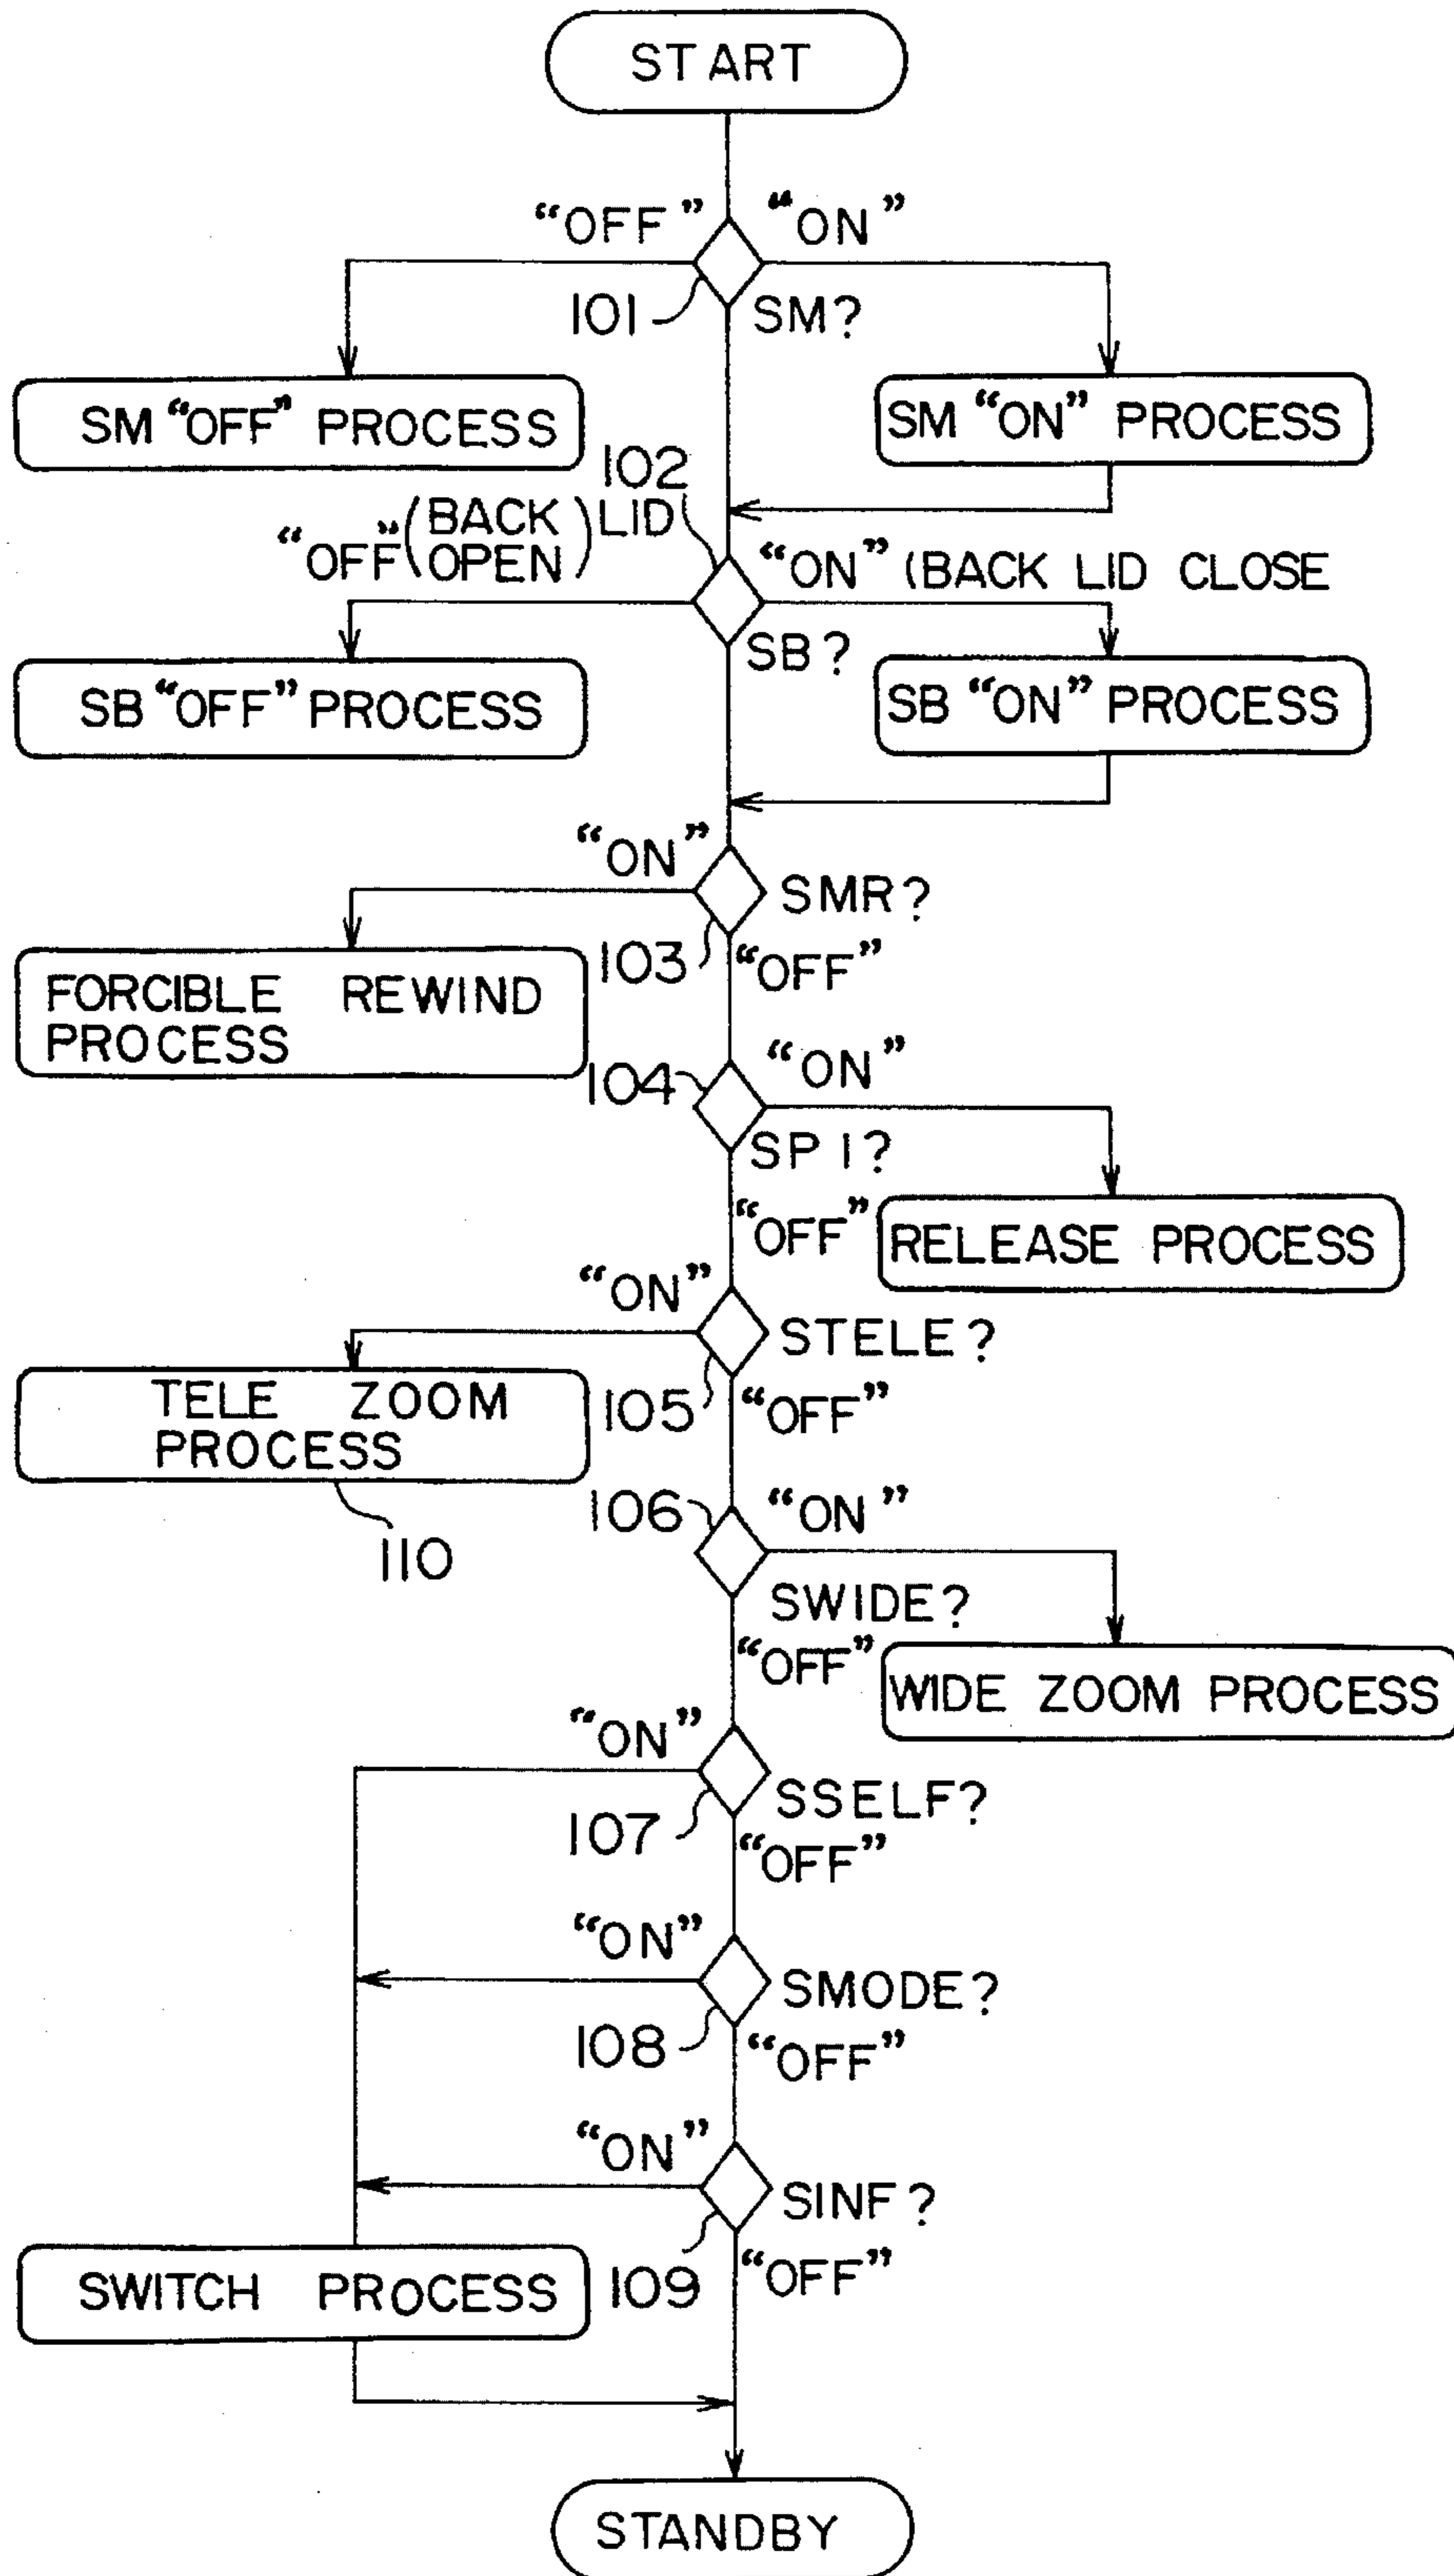 START
“OFF” “ON”
101 SM?
SM “OFF” PROCESS
SM “ON” PROCESS
102
“OFF” (BACK) LID
OPEN
“ON” (BACK LID CLOSE
SB?
SB “OFF” PROCESS
SB “ON” PROCESS
“ON”
SMR?
103 “OFF”
FORCIBLE REWIND
PROCESS
104 “ON”
SP1?
“OFF”
RELEASE PROCESS
“ON”
STELE?
105 “OFF”
TELE ZOOM
PROCESS
110
106 “ON”
SWIDE?
“OFF”
WIDE ZOOM PROCESS
“ON”
107 SSELF?
“OFF”
“ON”
SMODE?
108 “OFF”
“ON”
SINF?
109 “OFF”
SWITCH PROCESS
STANDBY